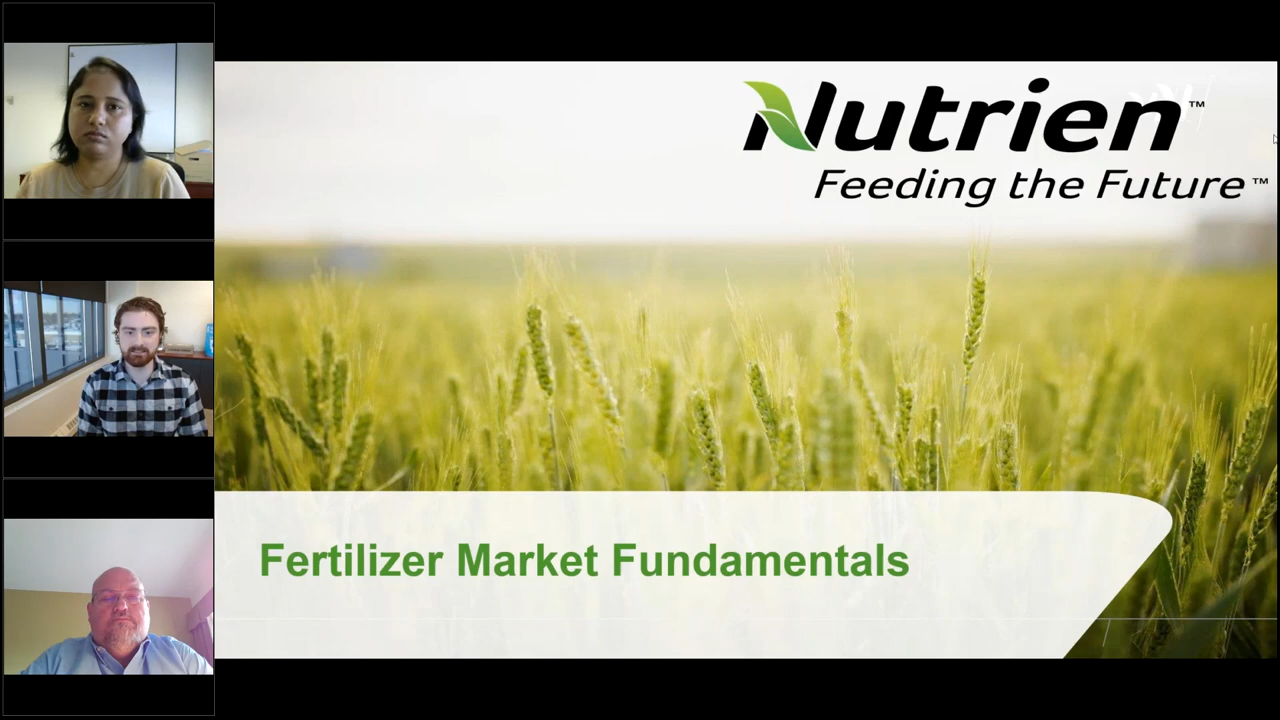 Nutrien™
Feeding the Future™
Fertilizer Market Fundamentals